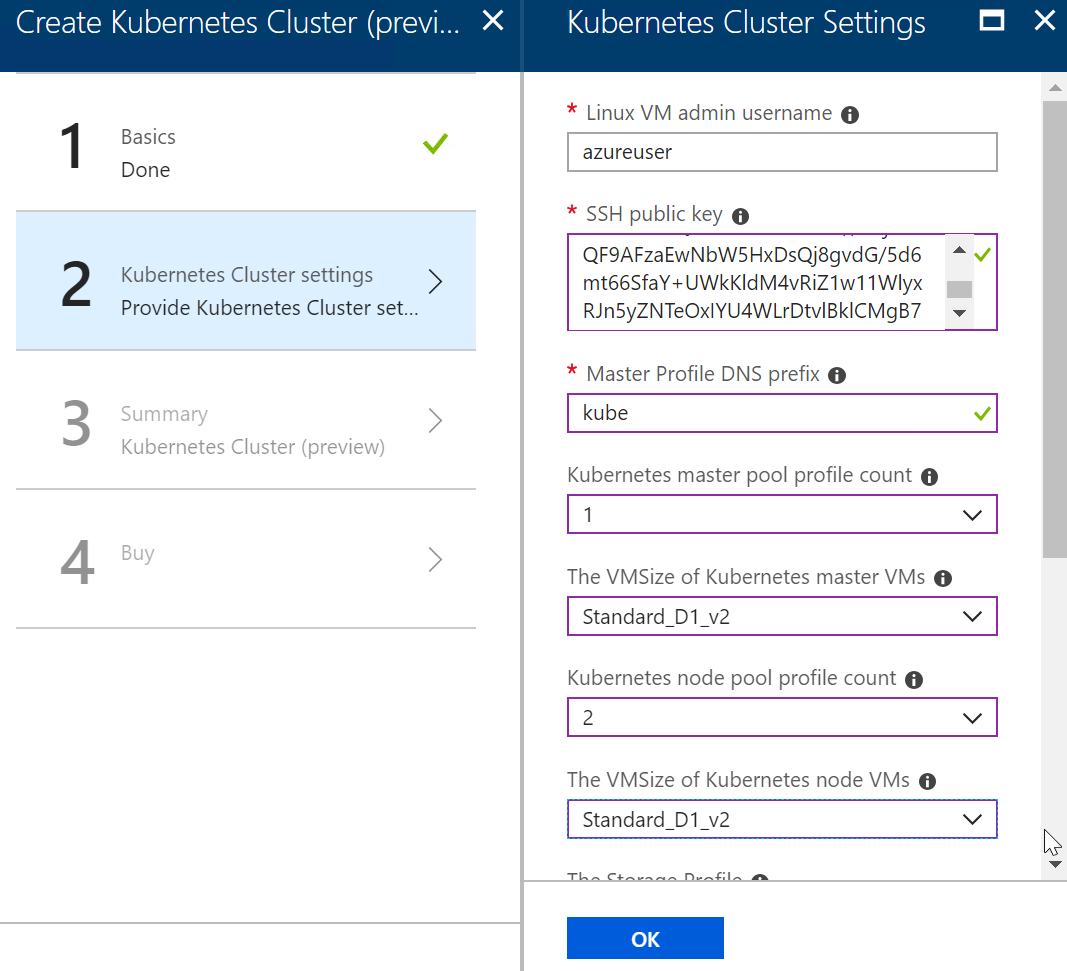 Create Kubernetes Cluster (previ...
1
Basics
Done
2
Kubernetes Cluster settings
Provide Kubernetes Cluster set...
3
Summary
Kubernetes Cluster (preview)
4
Buy
Kubernetes Cluster Settings
* Linux VM admin username
azureuser
* SSH public key
QF9AFzaEwNbW5HxDsQj8gvdG/5d6
mt66SfaY+UWkKldM4vRiZ1w11Wlyx
RJn5yZNTeOxIYU4WLrDtvlBklCMgB7
* Master Profile DNS prefix
kube
Kubernetes master pool profile count
1
The VMSize of Kubernetes master VMs
Standard_D1_v2
Kubernetes node pool profile count
2
The VMSize of Kubernetes node VMs
Standard_D1_v2
The Storage Profile
OK